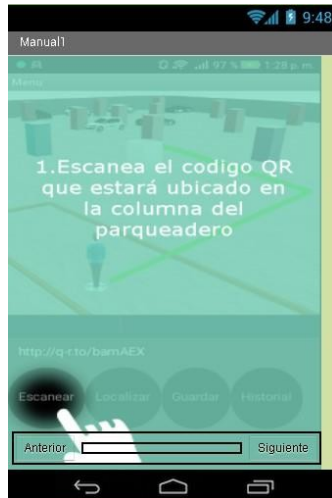 9:48
Manual1
97 % 1:28 p. m.
Menu
1.Escanea el codigo QR
que estará ubicado en
la columna del
parqueadero
http://q-r.to/bamAEX
Escanear Localizar Guardar Historial
Anterior Siguiente